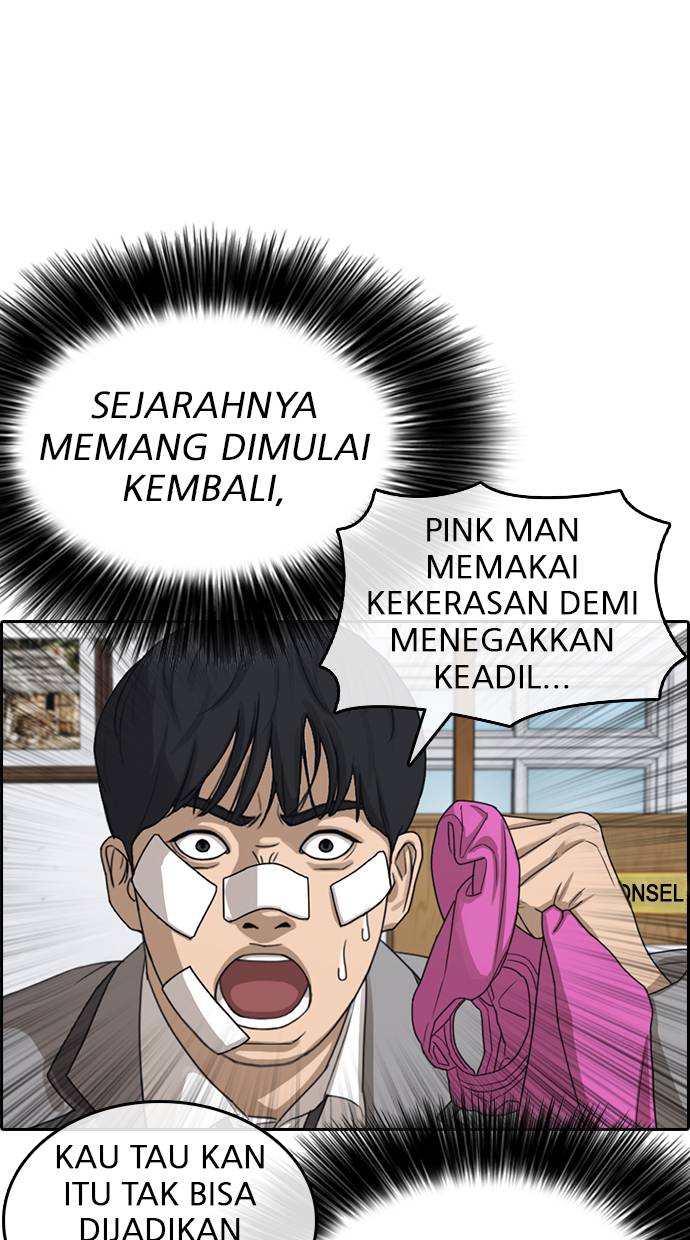 SEJARAHNYA
MEMANG DIMULAI
KEMBALI,
PINK MAN
MEMAKAI
KEKERASAN DEMI
MENEGAKKAN
KEADIL...
ONSEL
KAU TAU KAN
ITU TAK BISA
DIJADIKAN